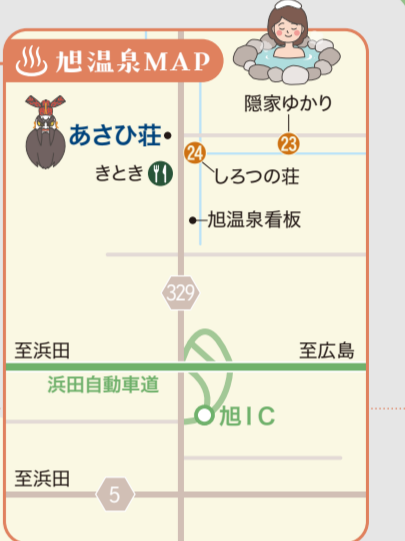 旭温泉MAP
隠家ゆかり
あさひ荘
23
24
きとき
しろつの荘
旭温泉看板
329
至浜田
至広島
浜田自動車道
旭IC
至浜田
5